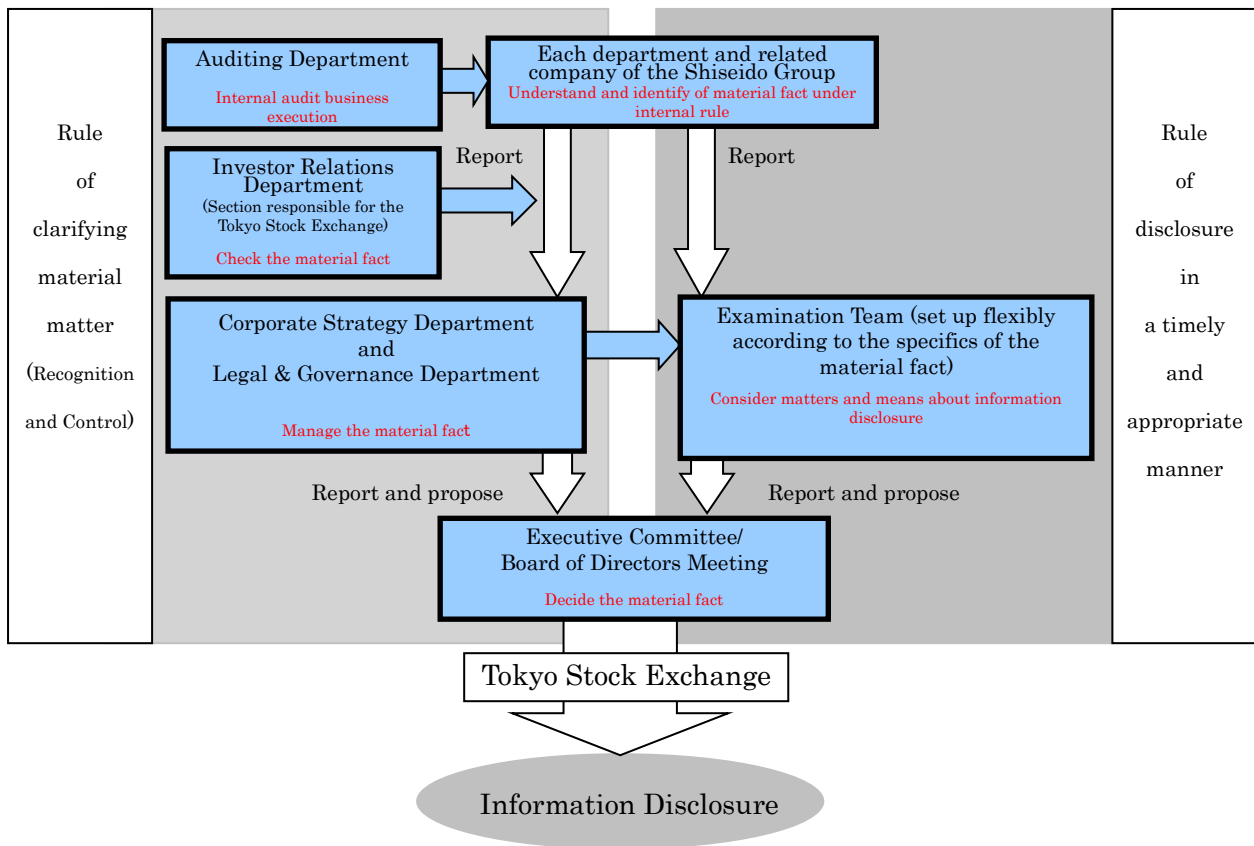 Rule
of
clarifying
material
matter
(Recognition
and Control)
Auditing Department
Internal audit business
execution
Each department and related
company of the Shiseido Group
Understand and identify of material fact under
internal rule
Report
Report
Investor Relations
Department
(Section responsible for the
Tokyo Stock Exchange)
Check the material fact
Corporate Strategy Department
and
Legal & Governance Department
Manage the material fact
Examination Team (set up flexibly
according to the specifics of the
material fact)
Consider matters and means about information
disclosure
Report and propose
Report and propose
Executive Committee/
Board of Directors Meeting
Decide the material fact
Tokyo Stock Exchange
Information Disclosure
Rule
of
disclosure
in
a timely
and
appropriate
manner